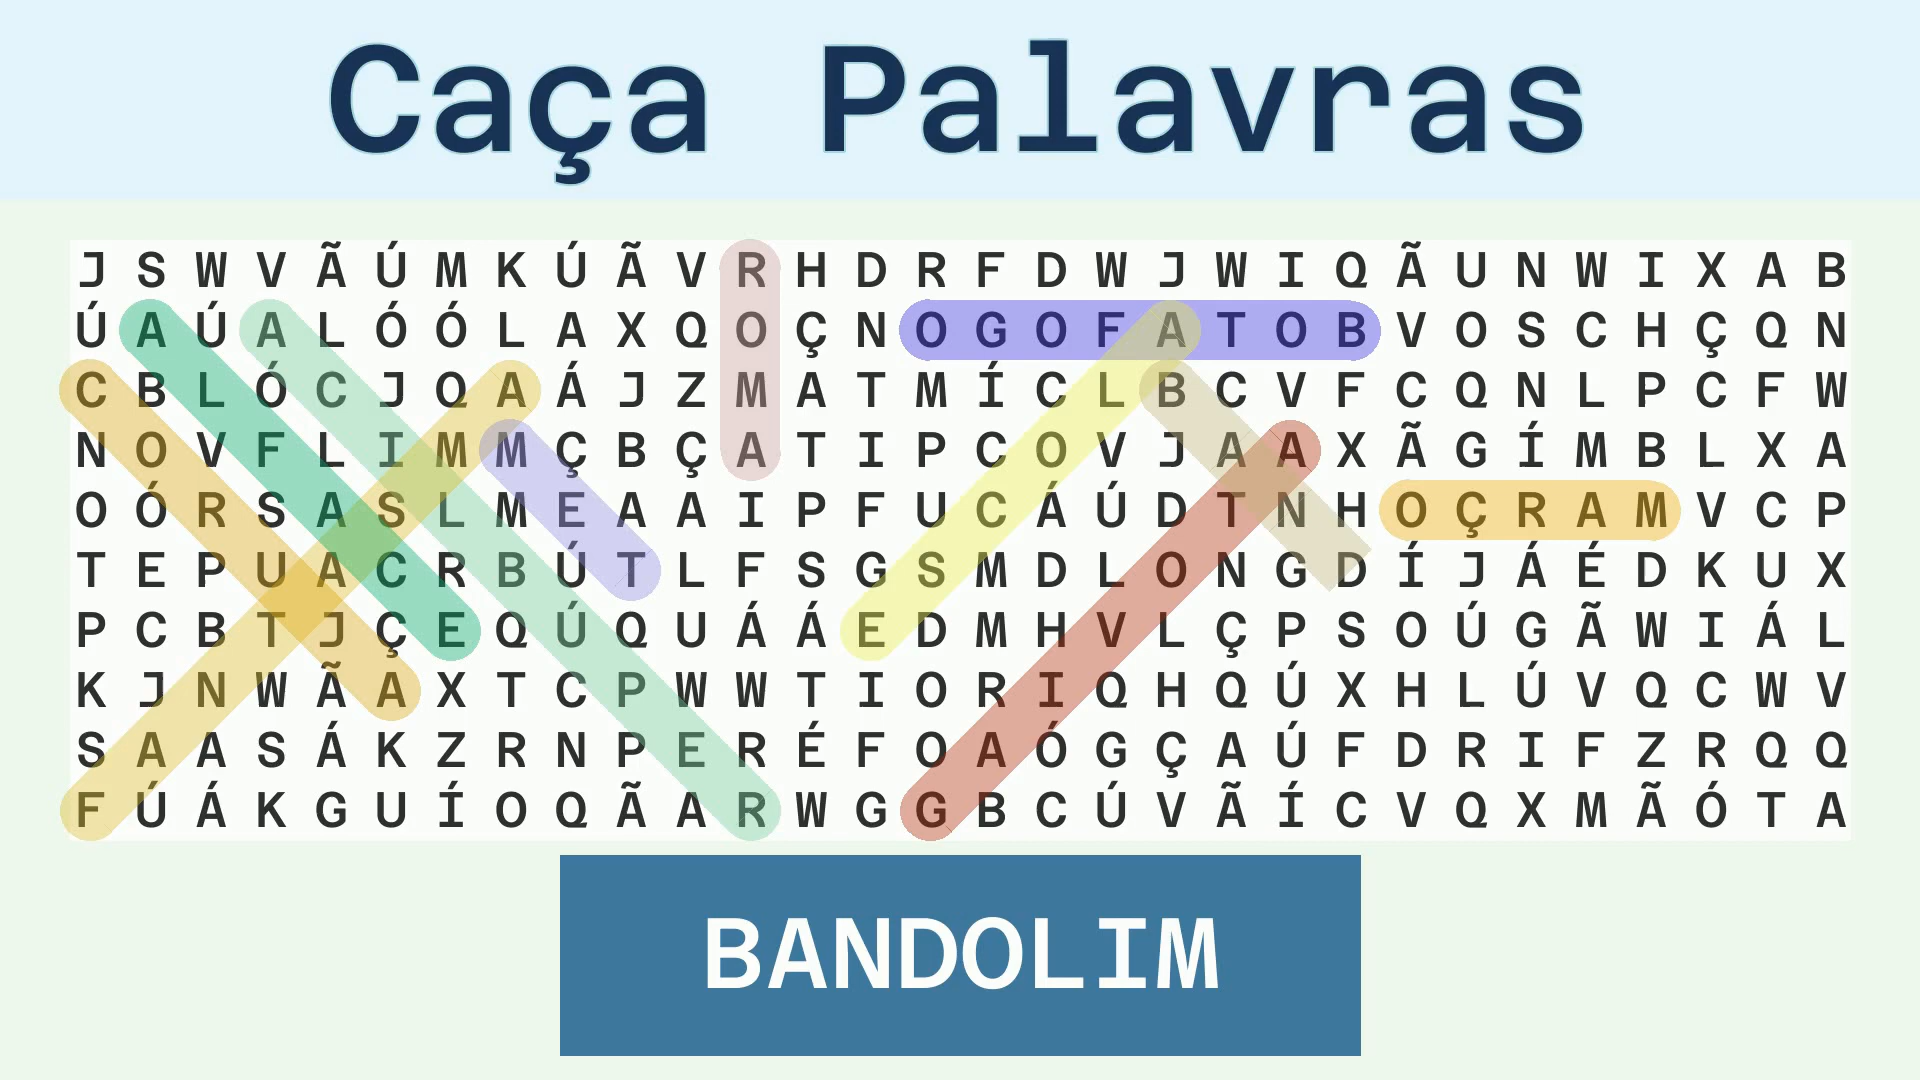 Caça Palavras
J S W V Ã Ú M K Ú Ã V R H D R F D W J W I Q Ã U N W I X A B
Ú A Ú A L Ó Ó L A X Q O Ç N O G O F A T O B V O S C H Ç Q N
C B L Ó C J Q A Á J Z M A T M Í C L B C V F C Q N L P C F W
N O V F L I M M Ç B Ç A T I P C O V J A A X Ã G Í M B L X A
O Ó R S A S L M E A A I P F U C Á Ú D T N H O Ç R A M V C P
T E P U A C R B Ú T L F S G S M D L O N G D Í J Á É D K U X
P C B T J Ç E Q Ú Q U Á Á E D M H V L Ç P S O Ú G Ã W I Á L
K J N W Ã A X T C P W W T I O R I Q H Q Ú X H L Ú V Q C W V
S A A S Á K Z R N P E R É F O A Ó G Ç A Ú F D R I F Z R Q Q
F Ú Á K G U Í O Q Ã A R W G G B C Ú V Ã Í C V Q X M Ã Ó T A
BANDOLIM